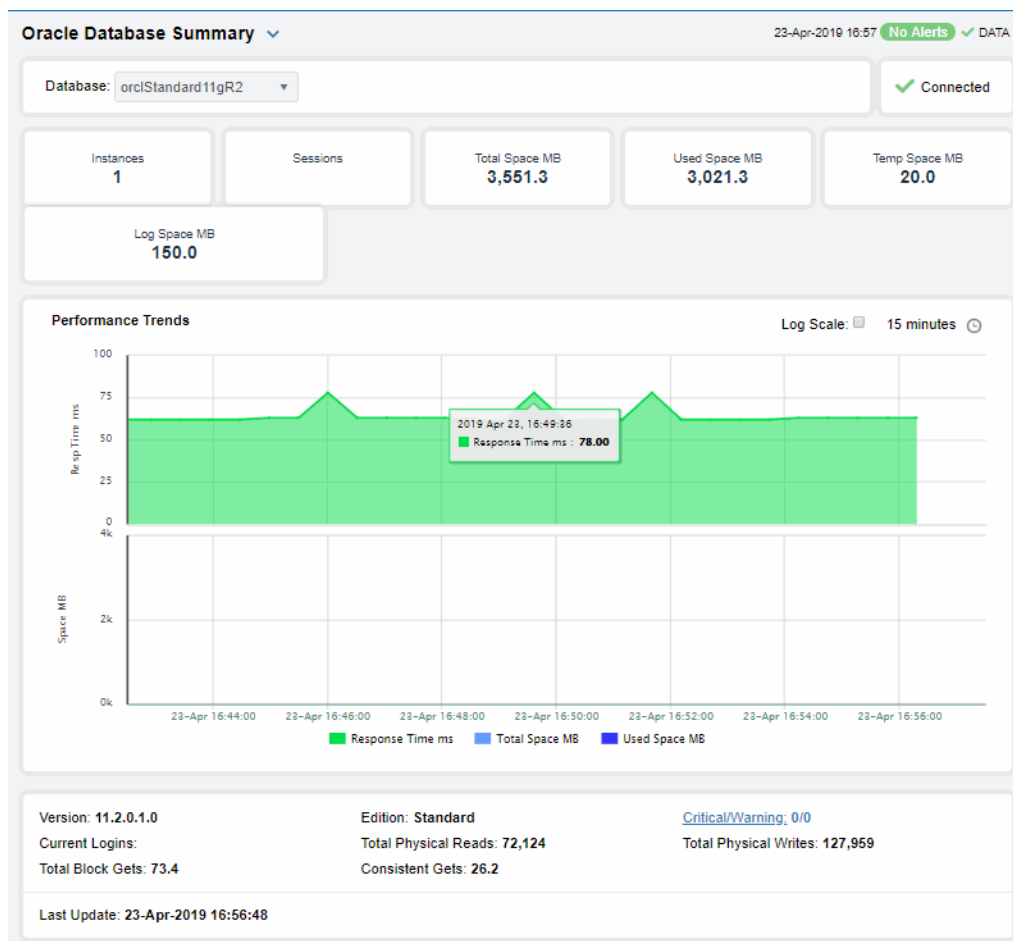 Oracle Database Summary
23-Apr-2019 16:57 No Alerts DATA
Database: orclStandard11gR2
Connected
Instances
1
Sessions
Total Space MB
3,551.3
Used Space MB
3,021.3
Temp Space MB
20.0
Log Space MB
150.0
Performance Trends
Log Scale: 15 minutes
100
75
50
25
0
Resp Time ms
2019 Apr 23, 16:49:36
Response Time ms : 78.00
4k
2k
0k
Space MB
23-Apr 16:44:00 23-Apr 16:46:00 23-Apr 16:48:00 23-Apr 16:50:00 23-Apr 16:52:00 23-Apr 16:54:00 23-Apr 16:56:00
Response Time ms Total Space MB Used Space MB
Version: 11.2.0.1.0 Edition: Standard Critical/Warning: 0/0
Current Logins: Total Physical Reads: 72,124 Total Physical Writes: 127,959
Total Block Gets: 73.4 Consistent Gets: 26.2
Last Update: 23-Apr-2019 16:56:48